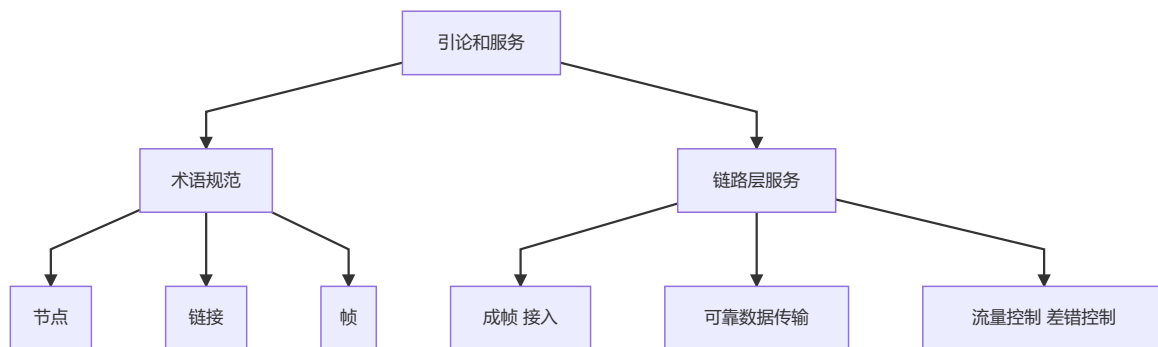 引论和服务
术语规范
链路层服务
节点
链接
帧
成帧 接入
可靠数据传输
流量控制 差错控制